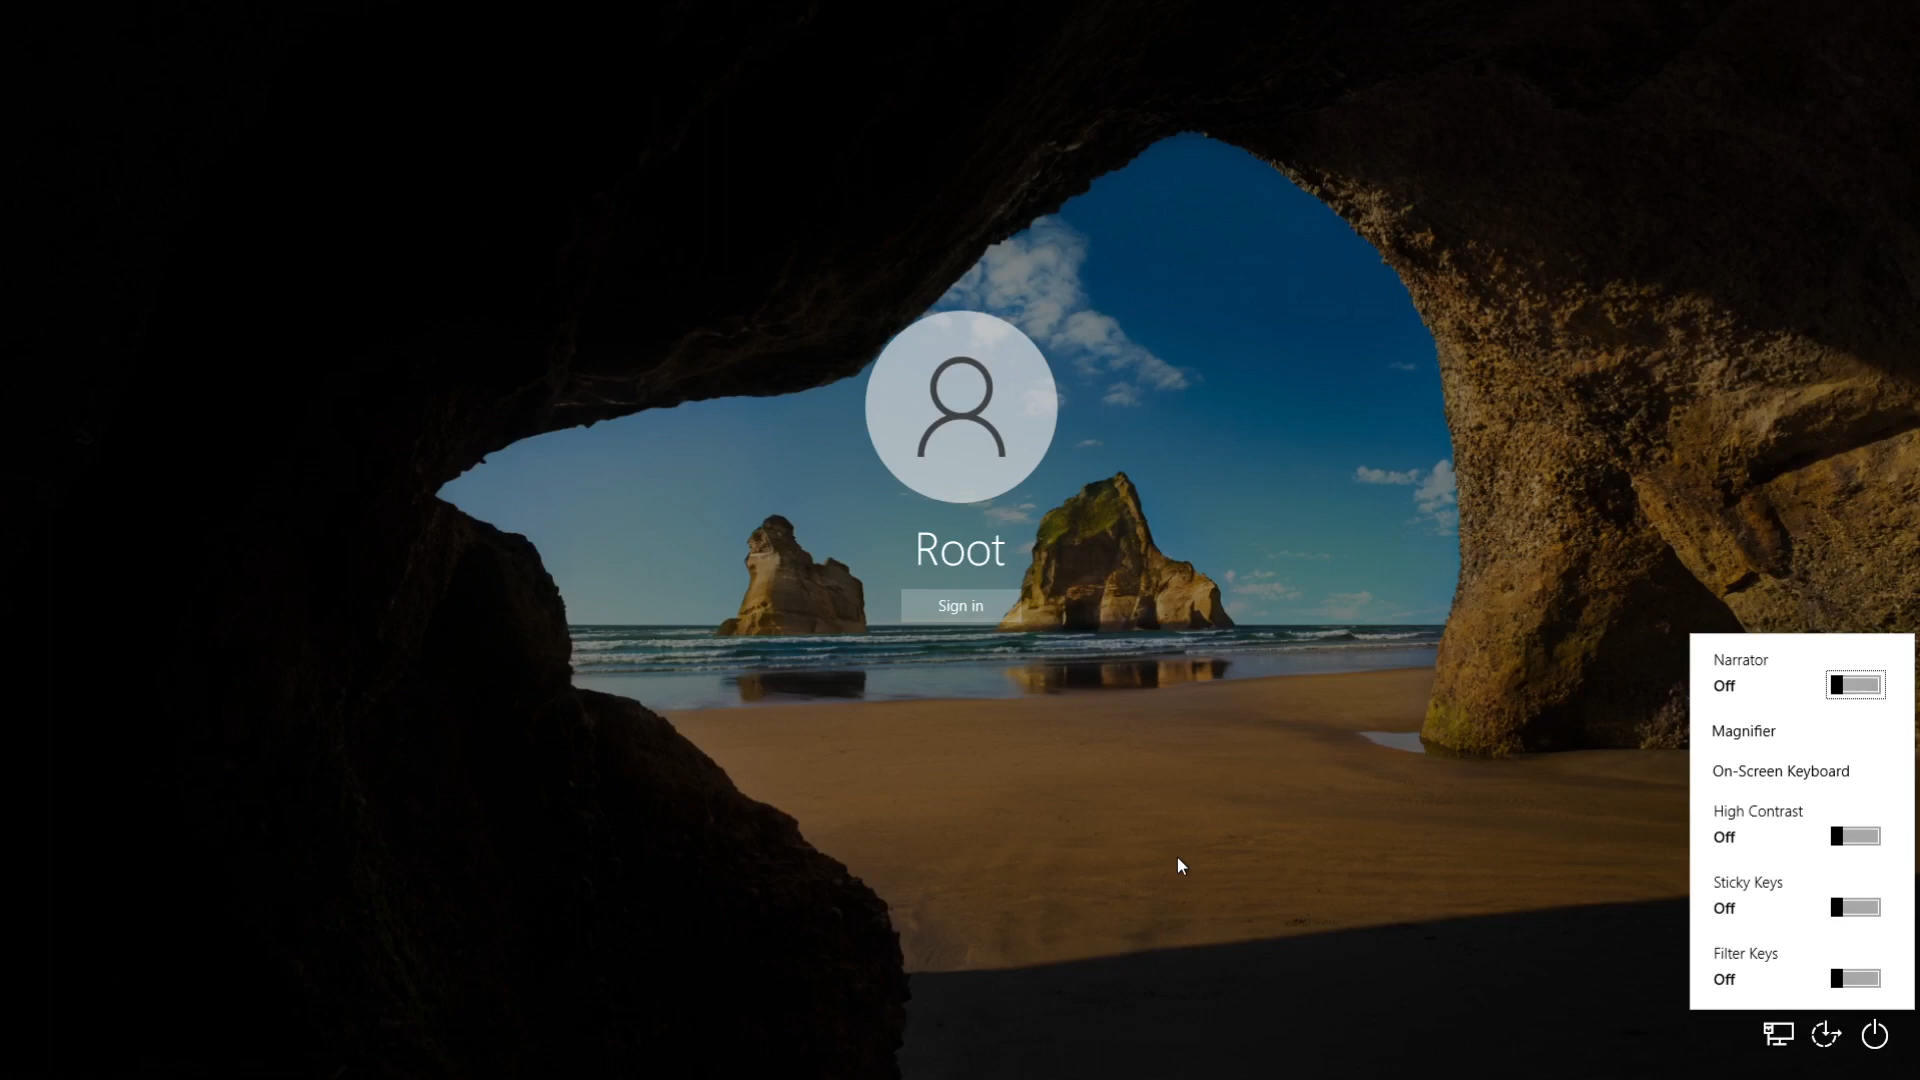 Root
Sign in
Narrator
Off
Magnifier
On-Screen Keyboard
High Contrast
Off
Sticky Keys
Off
Filter Keys
Off